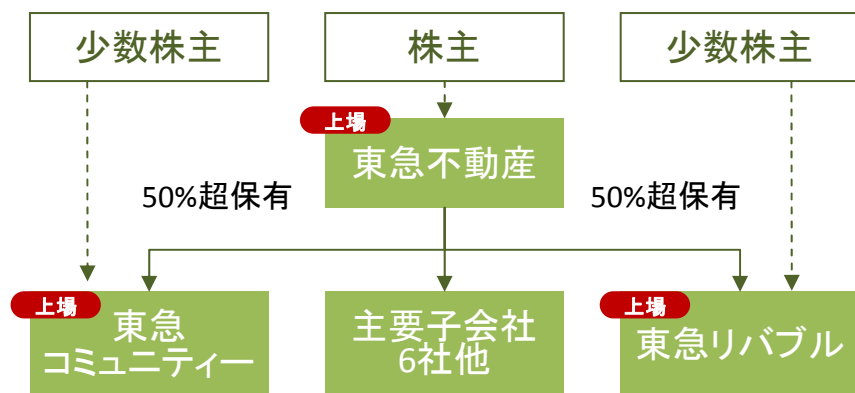 少数株主
株主
少数株主
上場
東急不動産
50%超保有
50%超保有
上場
東急
コミュニティー
主要子会社
6社他
上場
東急リバブル